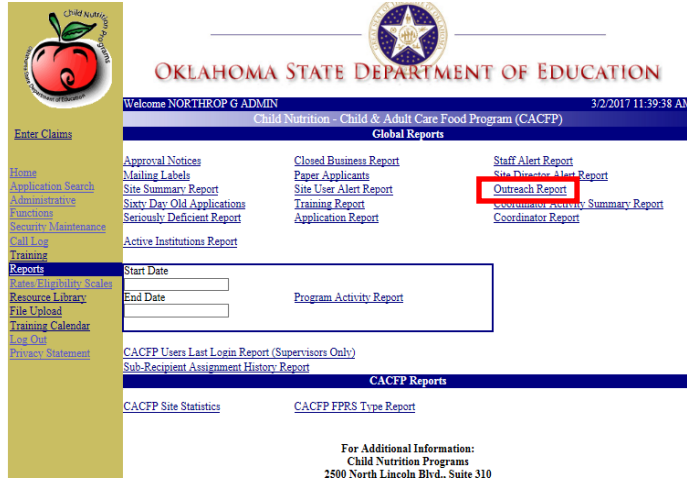 Child Nutrition Programs
Oklahoma State Department of Education
OKLAHOMA STATE DEPARTMENT OF EDUCATION
Welcome NORTHROP G ADMIN 3/2/2017 11:39:38 AM
Child Nutrition - Child & Adult Care Food Program (CACFP)
Global Reports
Enter Claims
Home
Application Search
Administrative
Functions
Security Maintenance
Call Log
Training
Reports
Rates/Eligibility Scales
Resource Library
File Upload
Training Calendar
Log Out
Privacy Statement
Approval Notices Closed Business Report Staff Alert Report
Mailing Labels Paper Applicants Site Director Alert Report
Site Summary Report Site User Alert Report Outreach Report
Sixty Day Old Applications Training Report Coordinator Activity Summary Report
Seriously Deficient Report Application Report Coordinator Report
Active Institutions Report
Start Date
End Date Program Activity Report
CACFP Users Last Login Report (Supervisors Only)
Sub-Recipient Assignment History Report
CACFP Reports
CACFP Site Statistics CACFP FPRS Type Report
For Additional Information:
Child Nutrition Programs
2500 North Lincoln Blvd., Suite 310